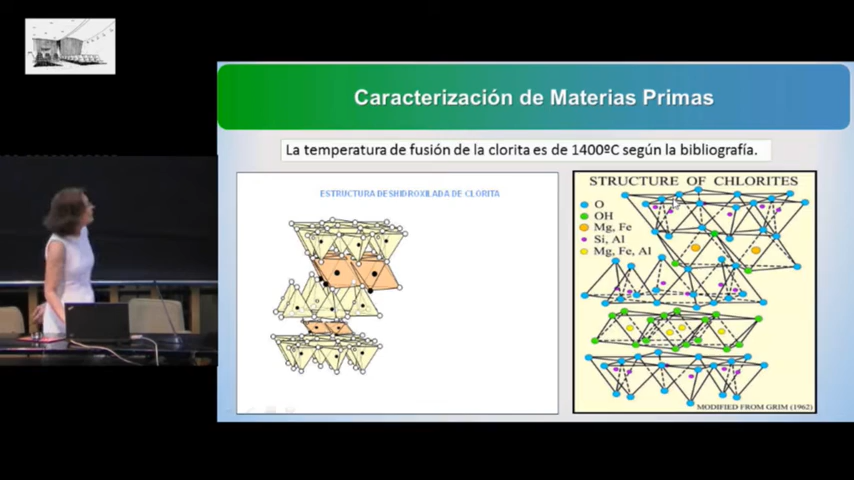 Caracterización de Materias Primas
La temperatura de fusión de la clorita es de 1400ºC según la bibliografía.
ESTRUCTURA DESHIDROXILADA DE CLORITA
STRUCTURE OF CHLORITES
O
OH
Mg, Fe
Si, Al
Mg, Fe, Al
MODIFIED FROM GRIM (1962)